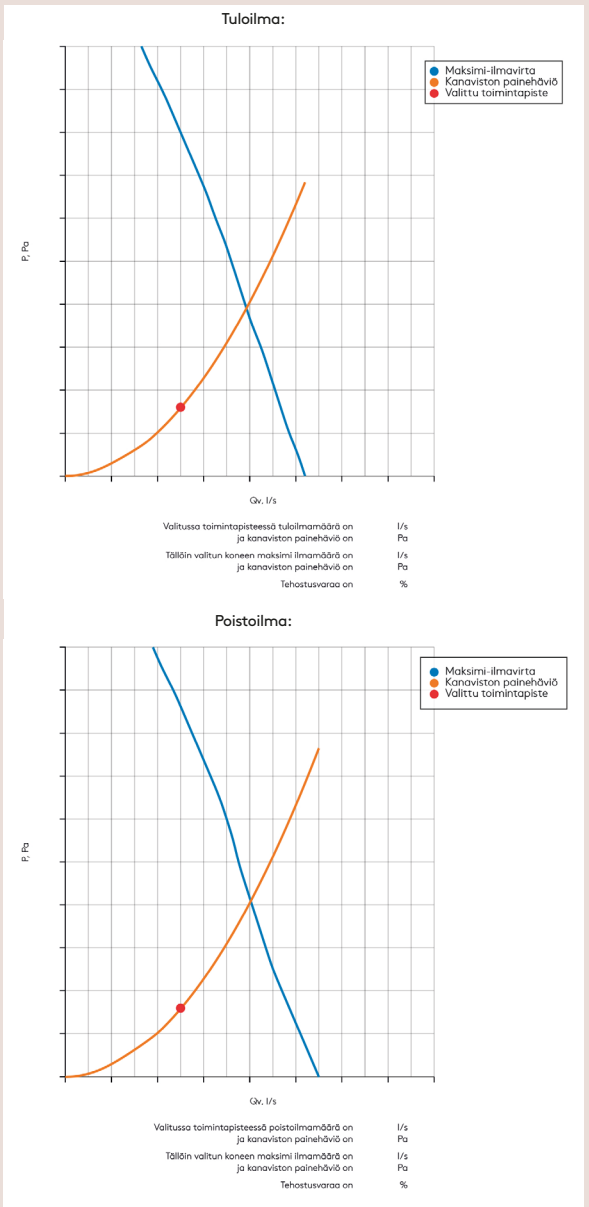 Tuloilma:
Maksimi-ilmavirta
Kanaviston painehäviö
Valittu toimintapiste
P, Pa
Qv, l/s
Valitussa toimintapisteessä tuloilmamäärä on l/s
ja kanaviston painehäviö on Pa
Tällöin valitun koneen maksimi ilmamäärä on l/s
ja kanaviston painehäviö on Pa
Tehostusvaraa on %
Poistoilma:
Maksimi-ilmavirta
Kanaviston painehäviö
Valittu toimintapiste
P, Pa
Qv, l/s
Valitussa toimintapisteessä poistoilmamäärä on l/s
ja kanaviston painehäviö on Pa
Tällöin valitun koneen maksimi ilmamäärä on l/s
ja kanaviston painehäviö on Pa
Tehostusvaraa on %